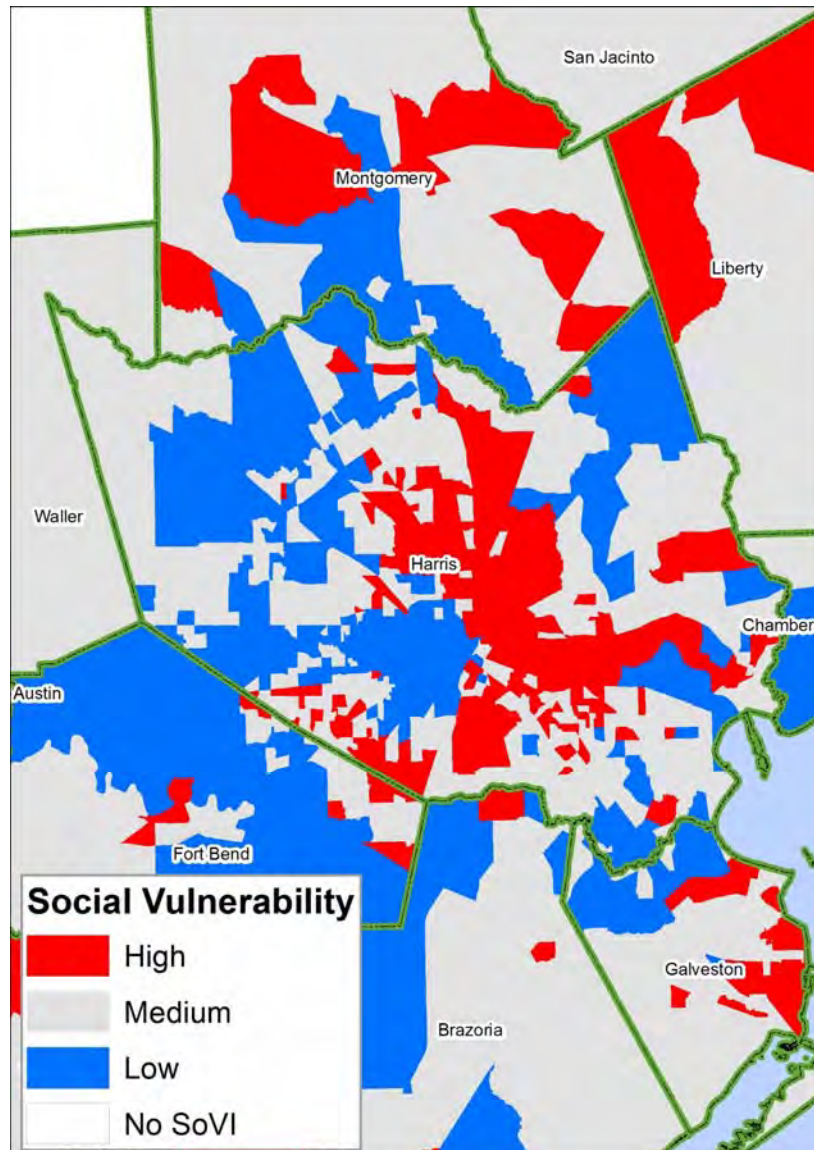 San Jacinto
Montgomery
Liberty
Waller
Harris
Chamber
Austin
Fort Bend
Social Vulnerability
High
Medium
Low
No SoVI
Galveston
Brazoria